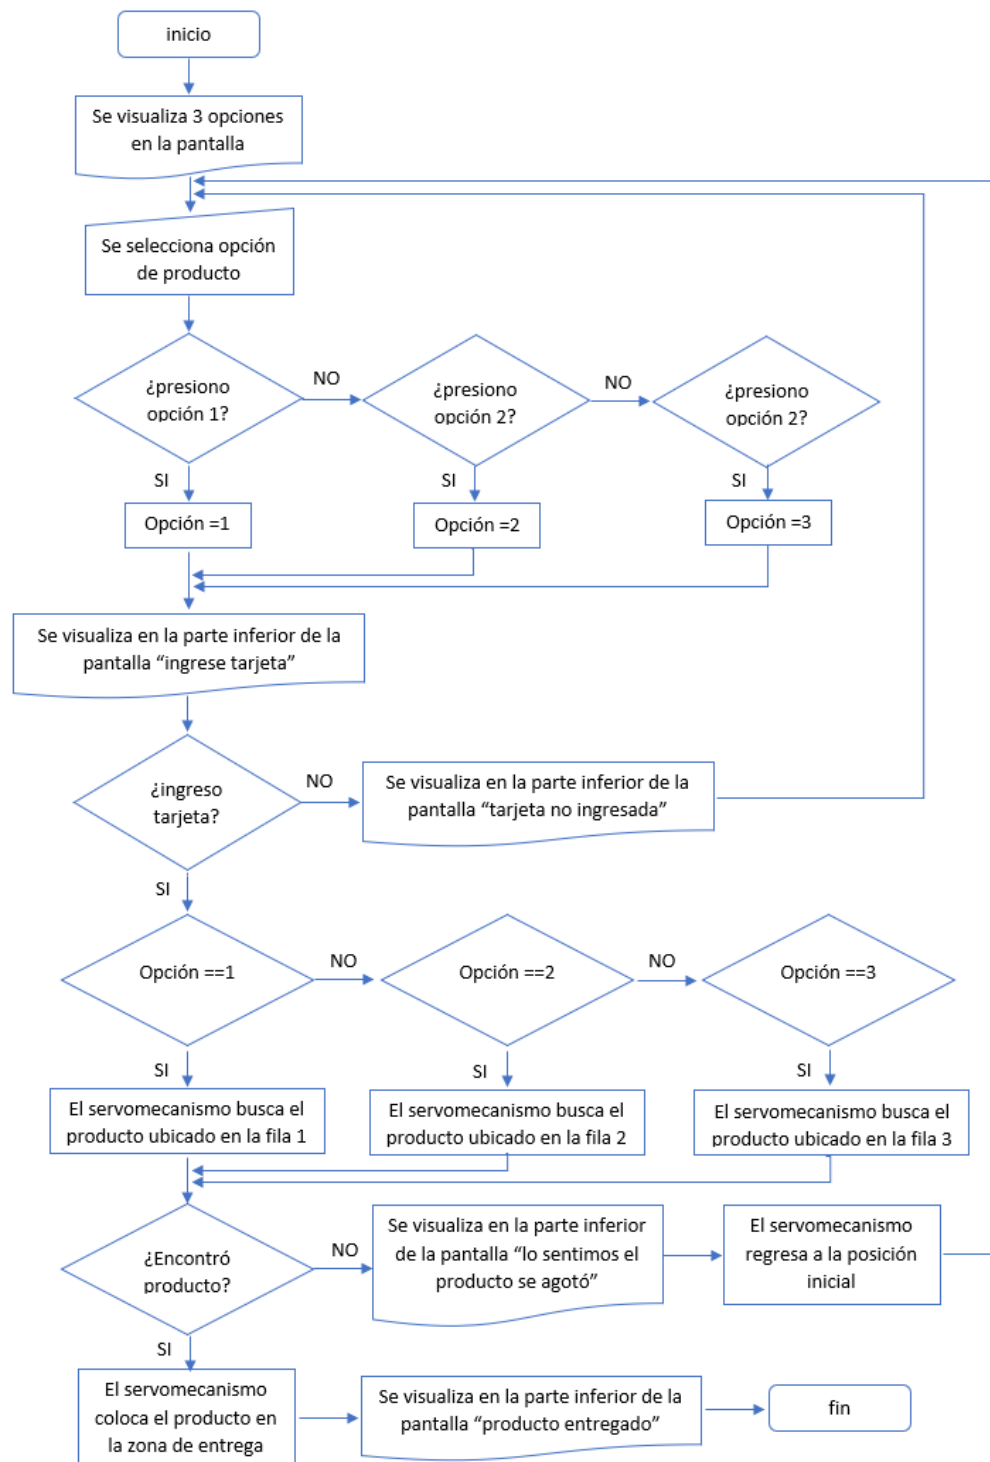 inicio
Se visualiza 3 opciones
en la pantalla
Se selecciona opción
de producto
¿presiono
opción 1?
NO
¿presiono
opción 2?
NO
¿presiono
opción 2?
SI
SI
SI
Opción =1
Opción =2
Opción =3
Se visualiza en la parte inferior de la
pantalla “ingrese tarjeta”
¿ingreso
tarjeta?
NO
Se visualiza en la parte inferior de la
pantalla “tarjeta no ingresada”
SI
Opción ==1
NO
Opción ==2
NO
Opción ==3
SI
SI
SI
El servomecanismo busca el
producto ubicado en la fila 1
El servomecanismo busca el
producto ubicado en la fila 2
El servomecanismo busca el
producto ubicado en la fila 3
¿Encontró
producto?
NO
Se visualiza en la parte inferior
de la pantalla “lo sentimos el
producto se agotó”
El servomecanismo
regresa a la posición
inicial
SI
El servomecanismo
coloca el producto en
la zona de entrega
Se visualiza en la parte inferior de la
pantalla “producto entregado”
fin